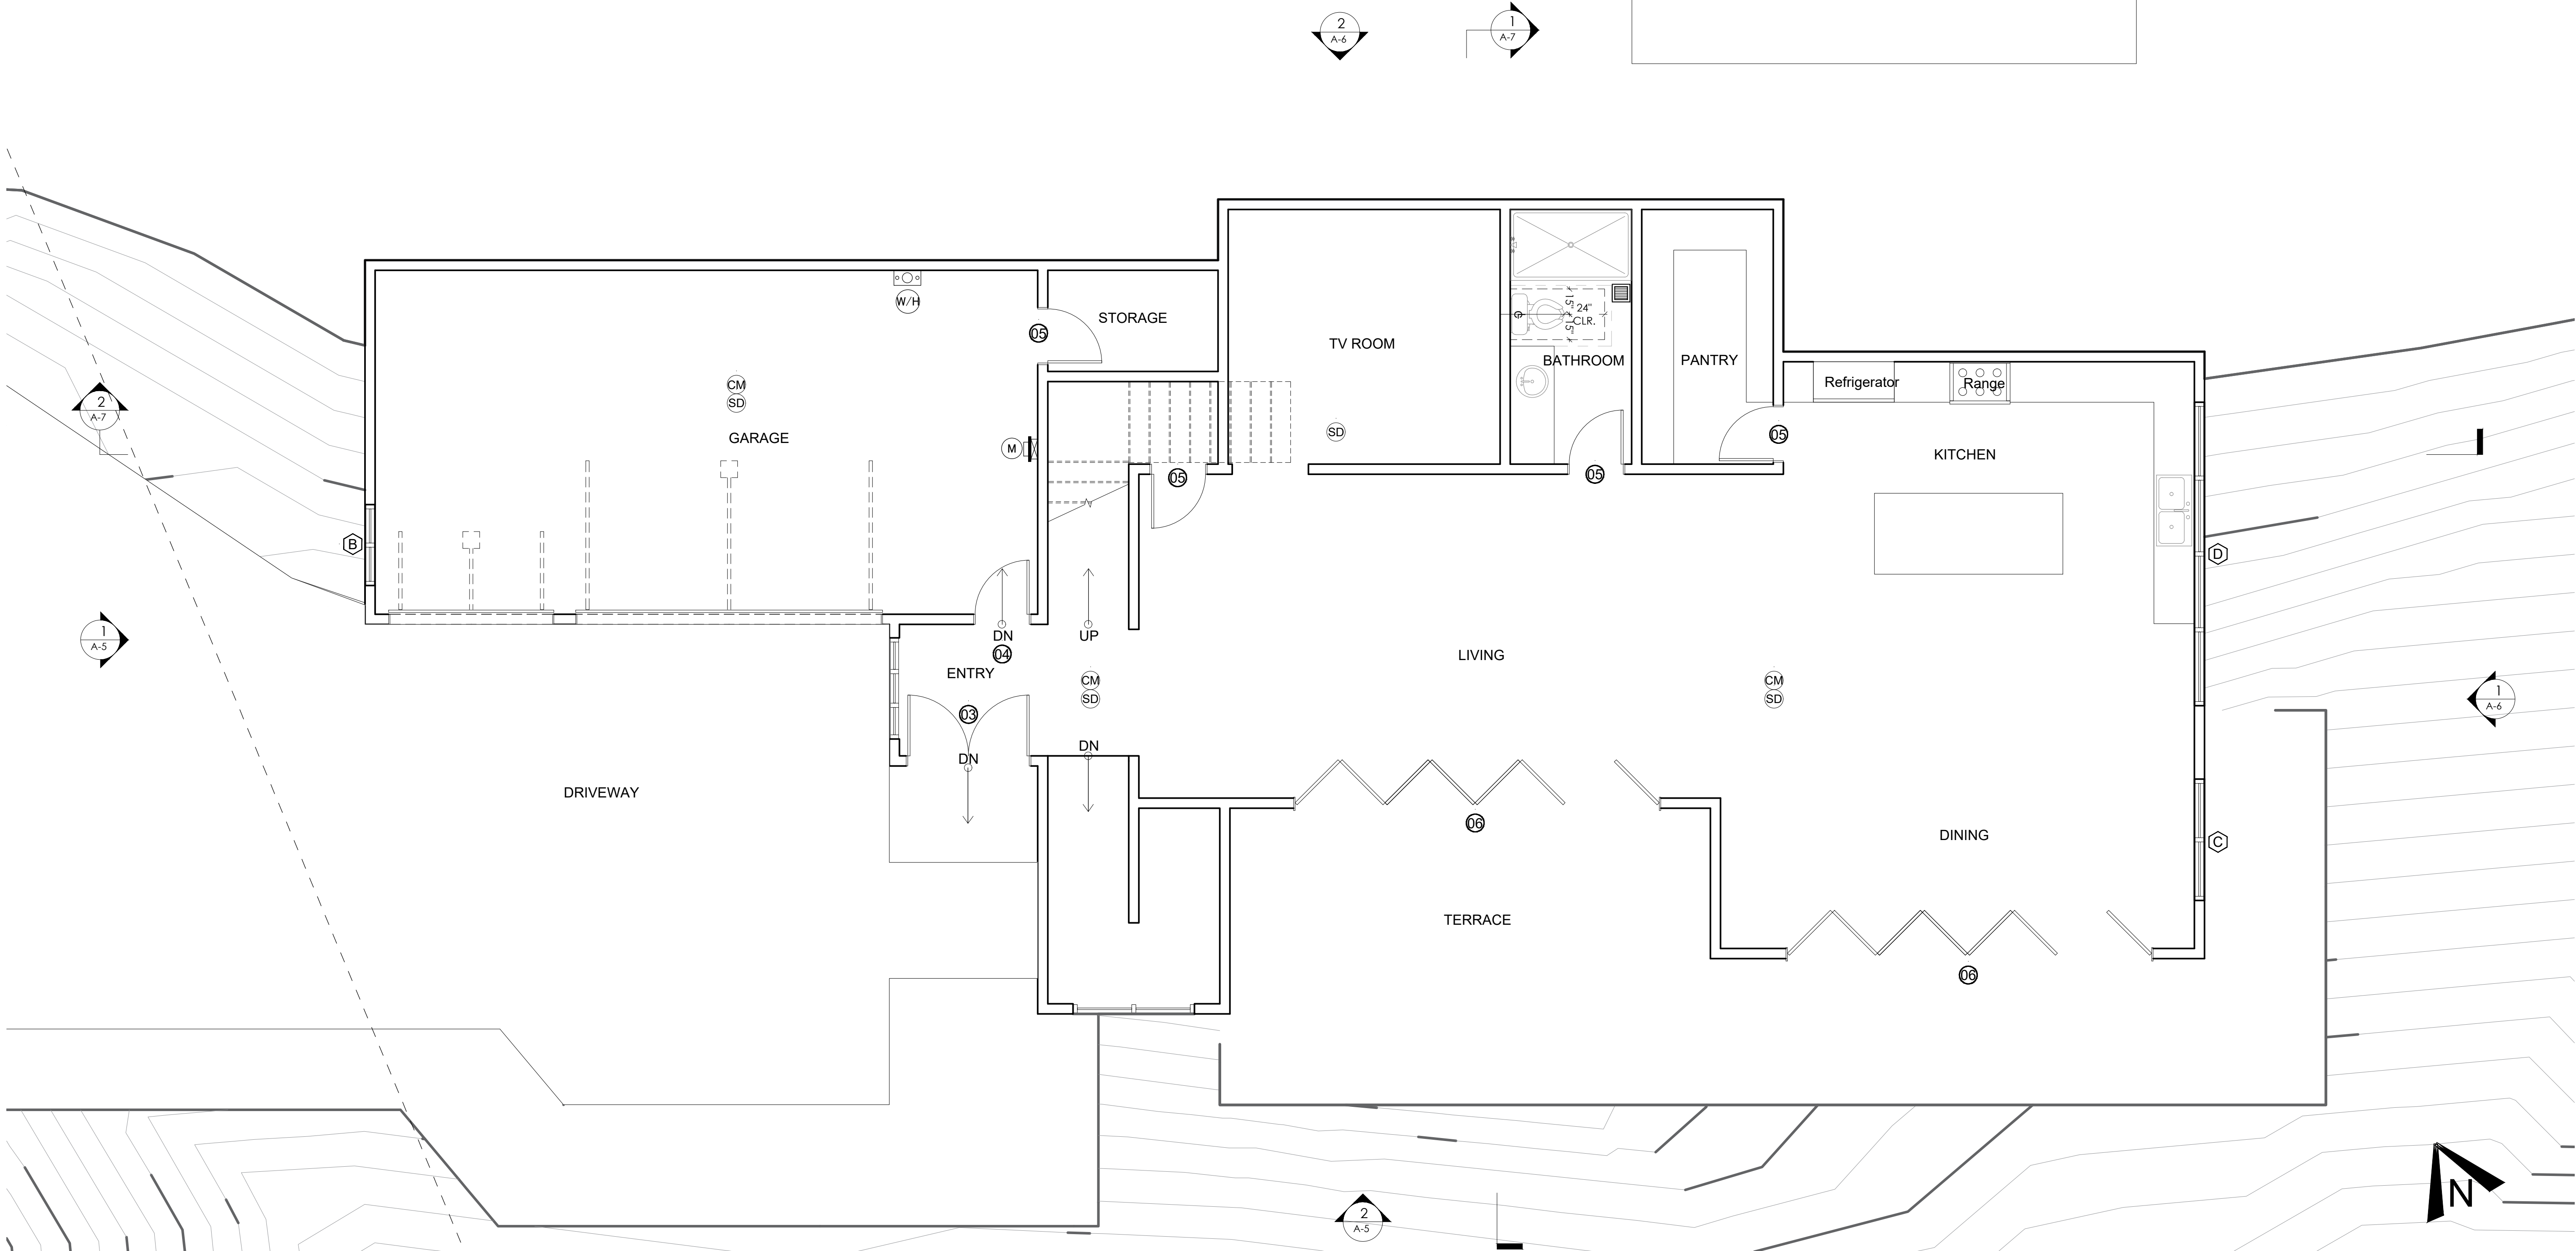 2
A-6
1
A-7
W/H
STORAGE
05
TV ROOM
15"
15"
24"
CLR.
BATHROOM
PANTRY
Refrigerator
Range
CM
SD
GARAGE
M
SD
05
05
05
KITCHEN
2
A-7
B
D
1
A-5
DN
04
UP
ENTRY
03
DN
CM
SD
DN
LIVING
CM
SD
1
A-6
DRIVEWAY
06
DINING
C
TERRACE
06
2
A-5
N